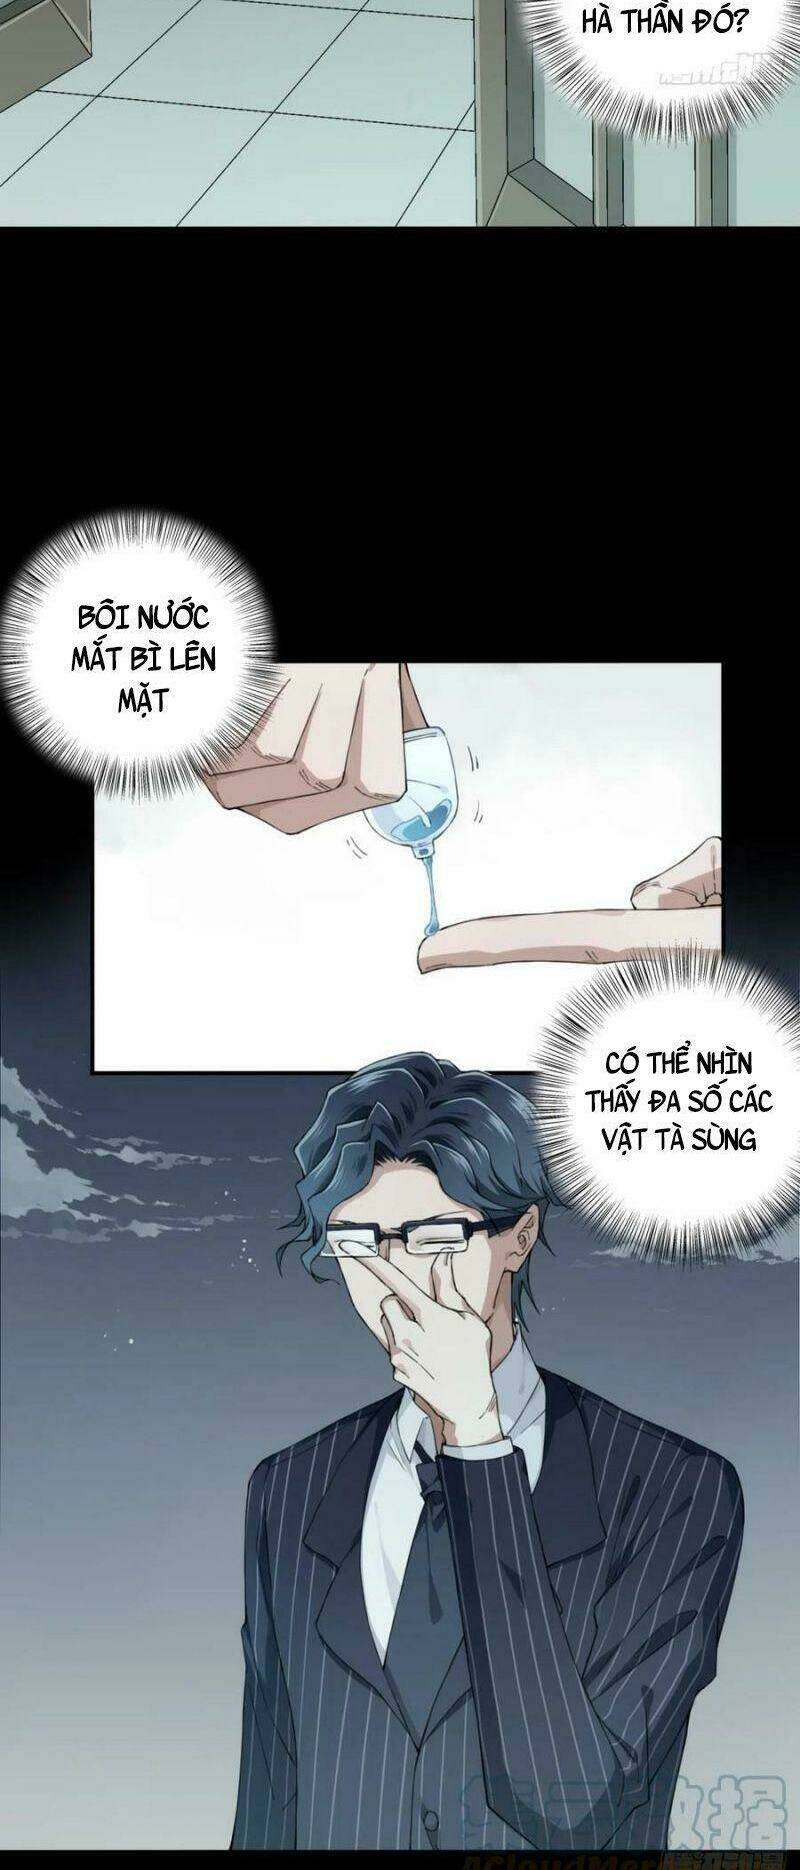 HÀ THẦN ĐÓ?
BÔI NƯỚC
MẮT BÌ LÊN
MẶT
CÓ THỂ NHÌN
THẤY ĐA SỐ CÁC
VẬT TÀ SÙNG